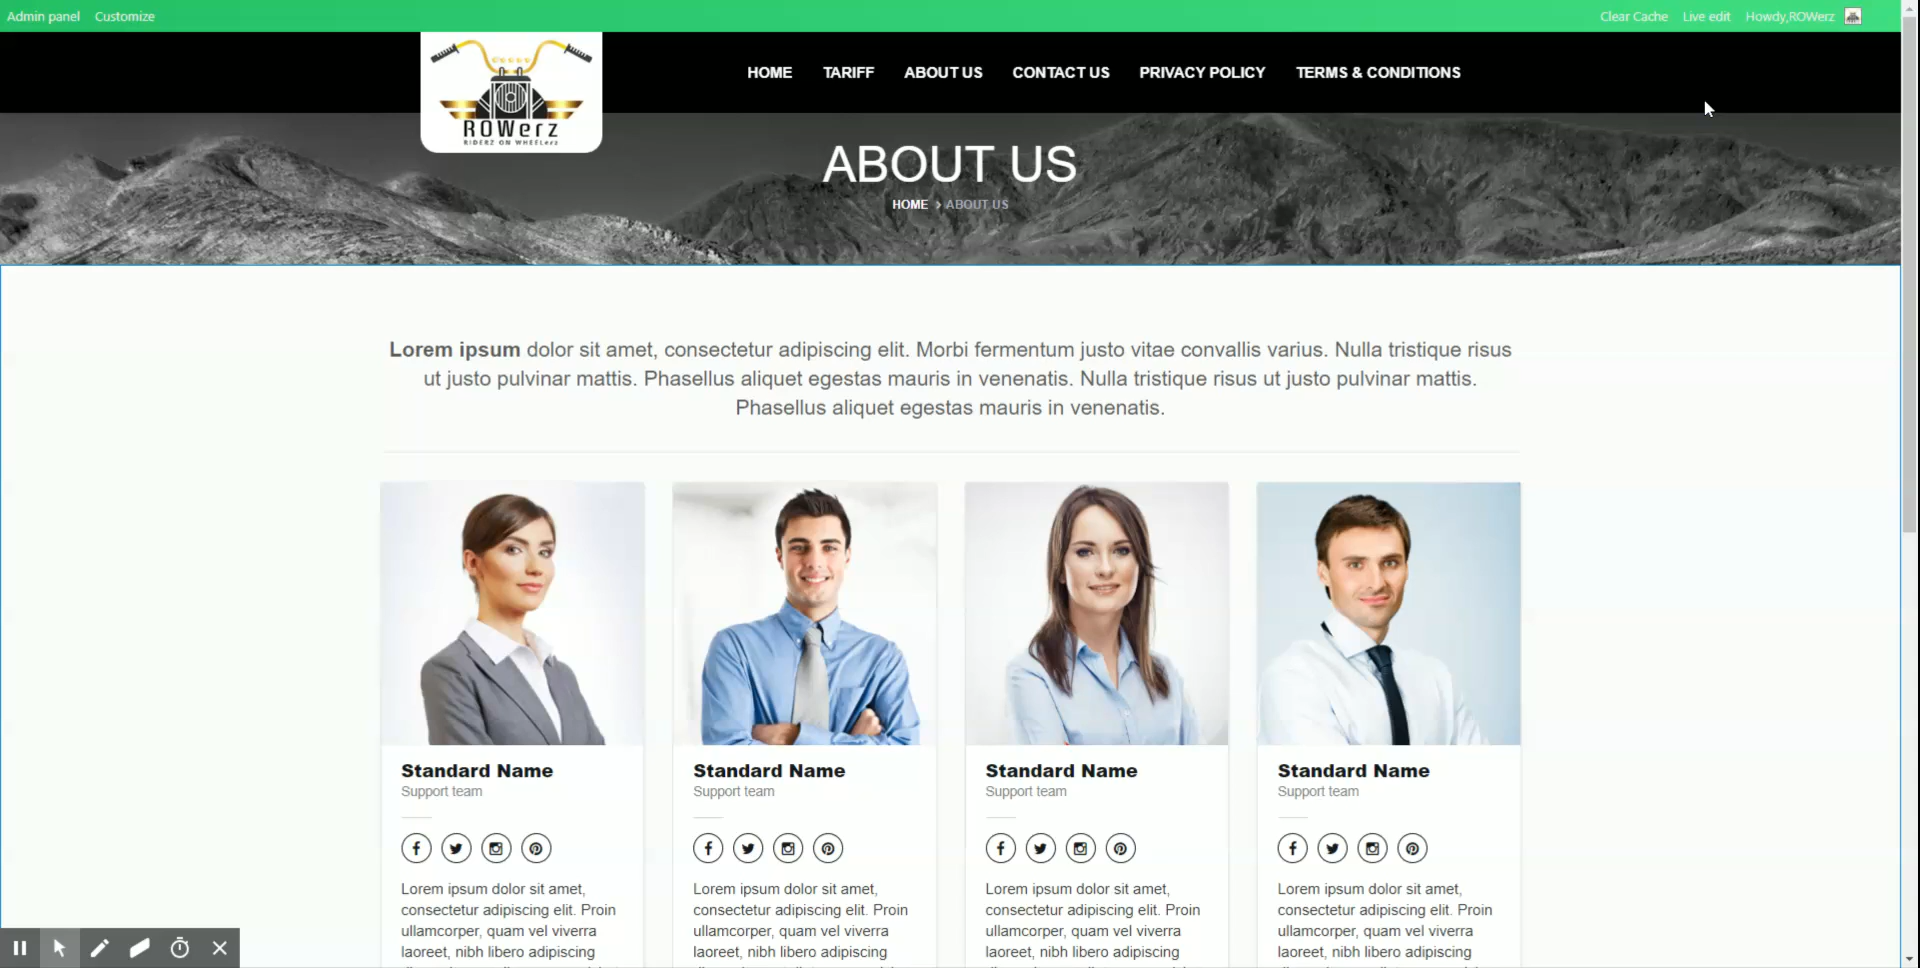 Admin panel Customize
Clear Cache Live edit Howdy,ROWerz
ROWerz
RIDERZ ON WHEELerz
HOME TARIFF ABOUT US CONTACT US PRIVACY POLICY TERMS & CONDITIONS
ABOUT US
HOME > ABOUT US
Lorem ipsum dolor sit amet, consectetur adipiscing elit. Morbi fermentum justo vitae convallis varius. Nulla tristique risus
ut justo pulvinar mattis. Phasellus aliquet egestas mauris in venenatis. Nulla tristique risus ut justo pulvinar mattis.
Phasellus aliquet egestas mauris in venenatis.
Standard Name
Support team
Lorem ipsum dolor sit amet,
consectetur adipiscing elit. Proin
ullamcorper, quam vel viverra
laoreet, nibh libero adipiscing
Standard Name
Support team
Lorem ipsum dolor sit amet,
consectetur adipiscing elit. Proin
ullamcorper, quam vel viverra
laoreet, nibh libero adipiscing
Standard Name
Support team
Lorem ipsum dolor sit amet,
consectetur adipiscing elit. Proin
ullamcorper, quam vel viverra
laoreet, nibh libero adipiscing
Standard Name
Support team
Lorem ipsum dolor sit amet,
consectetur adipiscing elit. Proin
ullamcorper, quam vel viverra
laoreet, nibh libero adipiscing